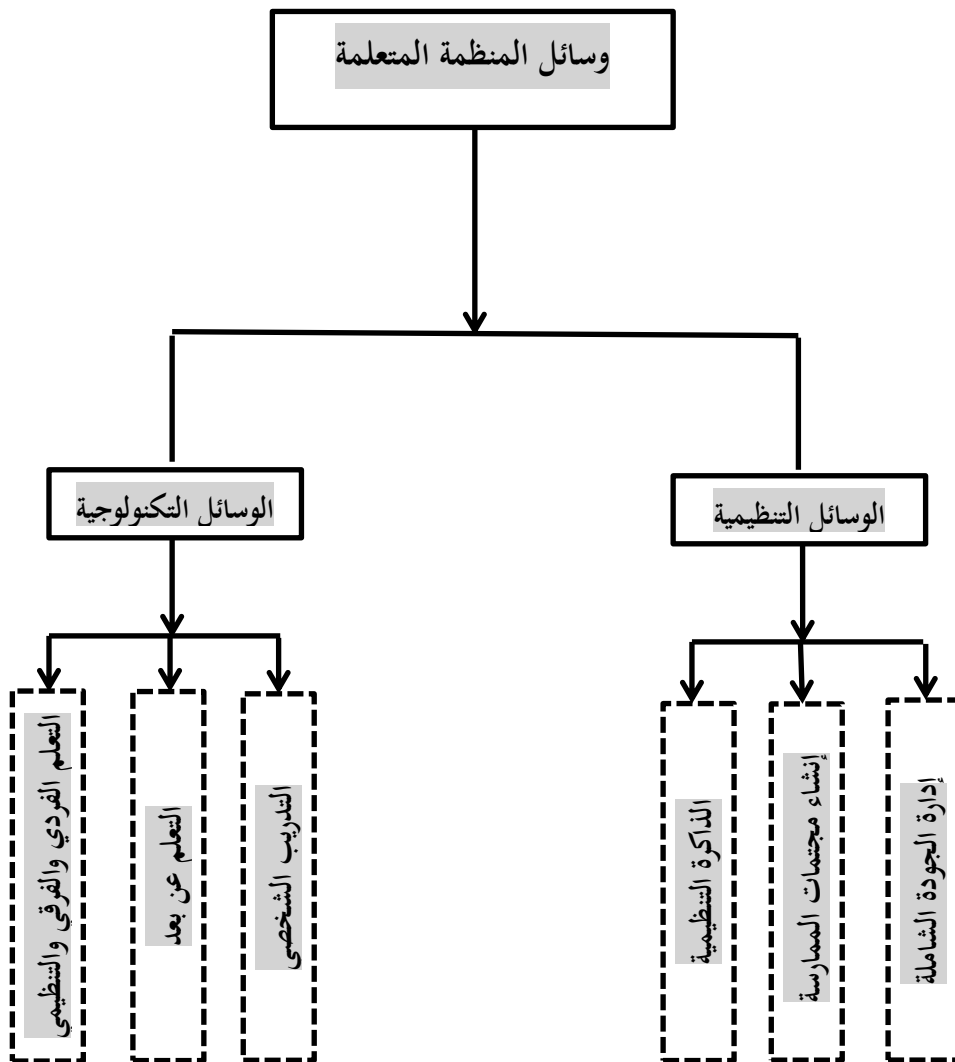 وسائل المنظمة المتعلمة
الوسائل التنظيمية
الوسائل التكنولوجية
إدارة الجودة الشاملة
إنشاء مجتمات الممارسة
الذاكرة التنظيمية
التدريب الشخصي
التعلم عن بعد
التعلم الفردي والفرقي والتنظيمي